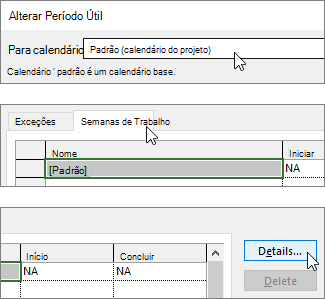 Alterar Período Útil
Para calendário
Padrão (calendário do projeto)
Calendário ' padrão é um calendário base.
Exceções
Semanas de Trabalho
Nome
Iniciar
[Padrão]
NA
Início
Concluir
NA
NA
Details...
Delete